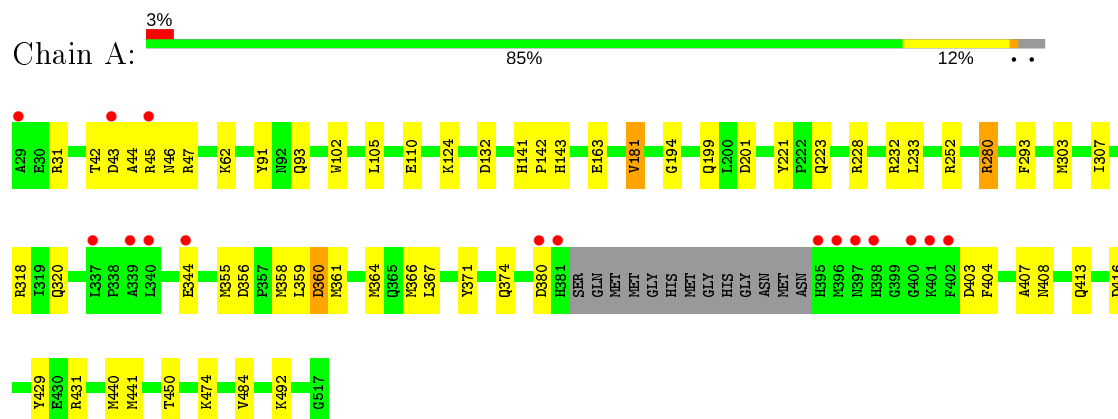 3%
Chain A:
85% 12% • •
A29 E30 R31 T42 D43 A44 R45 N46 R47 K62 Y91 N92 Q93 W102 L105 E110 K124 D132 H141 P142 H143 E163 V181 G194 Q199 L200 D201 Y221 P222 Q223 R228 R232 L233 R252 R280 F293 M303 I307
R318 I319 Q320 L337 P338 A339 L340 E344 M355 D356 P357 M358 L359 D360 M361 M364 Q365 M366 L367 Y371 Q374 D380 H381 SER GLN MET MET GLY HIS MET GLY HIS GLY ASN MET ASN H395 M396 N397 H398 G399 G400 K401 F402 D403 F404 A407 N408 Q413 D416
Y429 E430 R431 M440 M441 T450 K474 V484 K492 G517